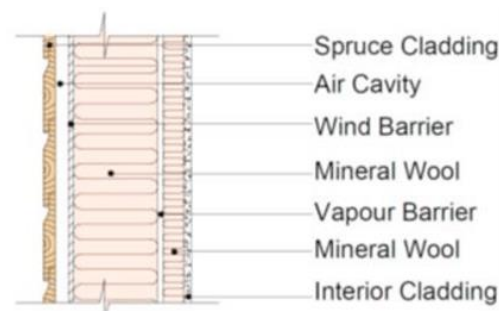 Spruce Cladding
Air Cavity
Wind Barrier
Mineral Wool
Vapour Barrier
Mineral Wool
Interior Cladding